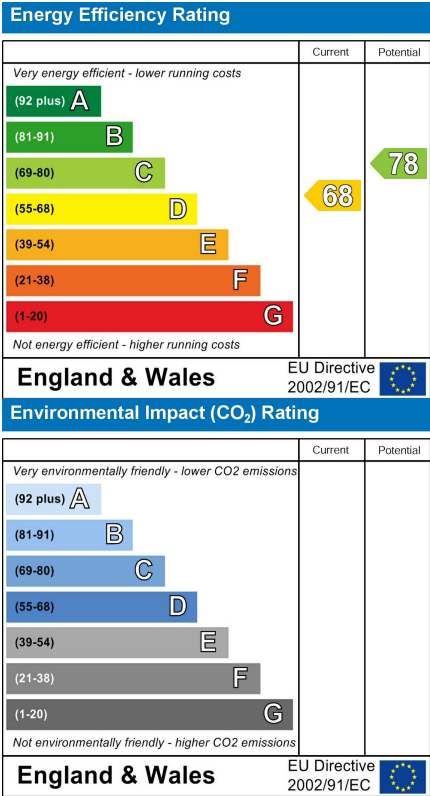 Energy Efficiency Rating
Current Potential
Very energy efficient - lower running costs
(92 plus) A
(81-91) B
(69-80) C
(55-68) D
(39-54) E
(21-38) F
(1-20) G
68
78
Not energy efficient - higher running costs
England & Wales
EU Directive
2002/91/EC
Environmental Impact (CO₂) Rating
Current Potential
Very environmentally friendly - lower CO2 emissions
(92 plus) A
(81-91) B
(69-80) C
(55-68) D
(39-54) E
(21-38) F
(1-20) G
Not environmentally friendly - higher CO2 emissions
England & Wales
EU Directive
2002/91/EC